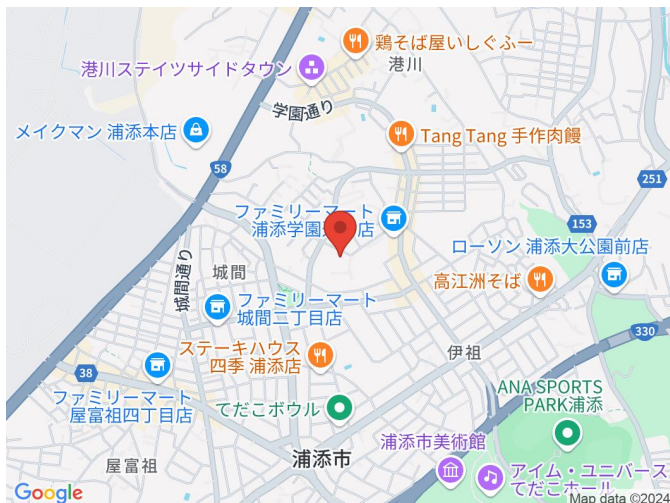 鶏そば屋いしぐふー
港川
港川ステイツサイドタウン
学園通り
メイクマン 浦添本店
Tang Tang 手作肉饅
58
251
153
ファミリーマート
浦添学園
店
ローソン 浦添大公園前店
城間
城間通り
高江洲そば
ファミリーマート
城間二丁目店
330
ステーキハウス
四季 浦添店
伊祖
38
ファミリーマート
屋富祖四丁目店
ANA SPORTS
PARK浦添
てだこボウル
浦添市美術館
浦添市
屋富祖
アイム・ユニバース
てだこホール
Google
Map data ©2024